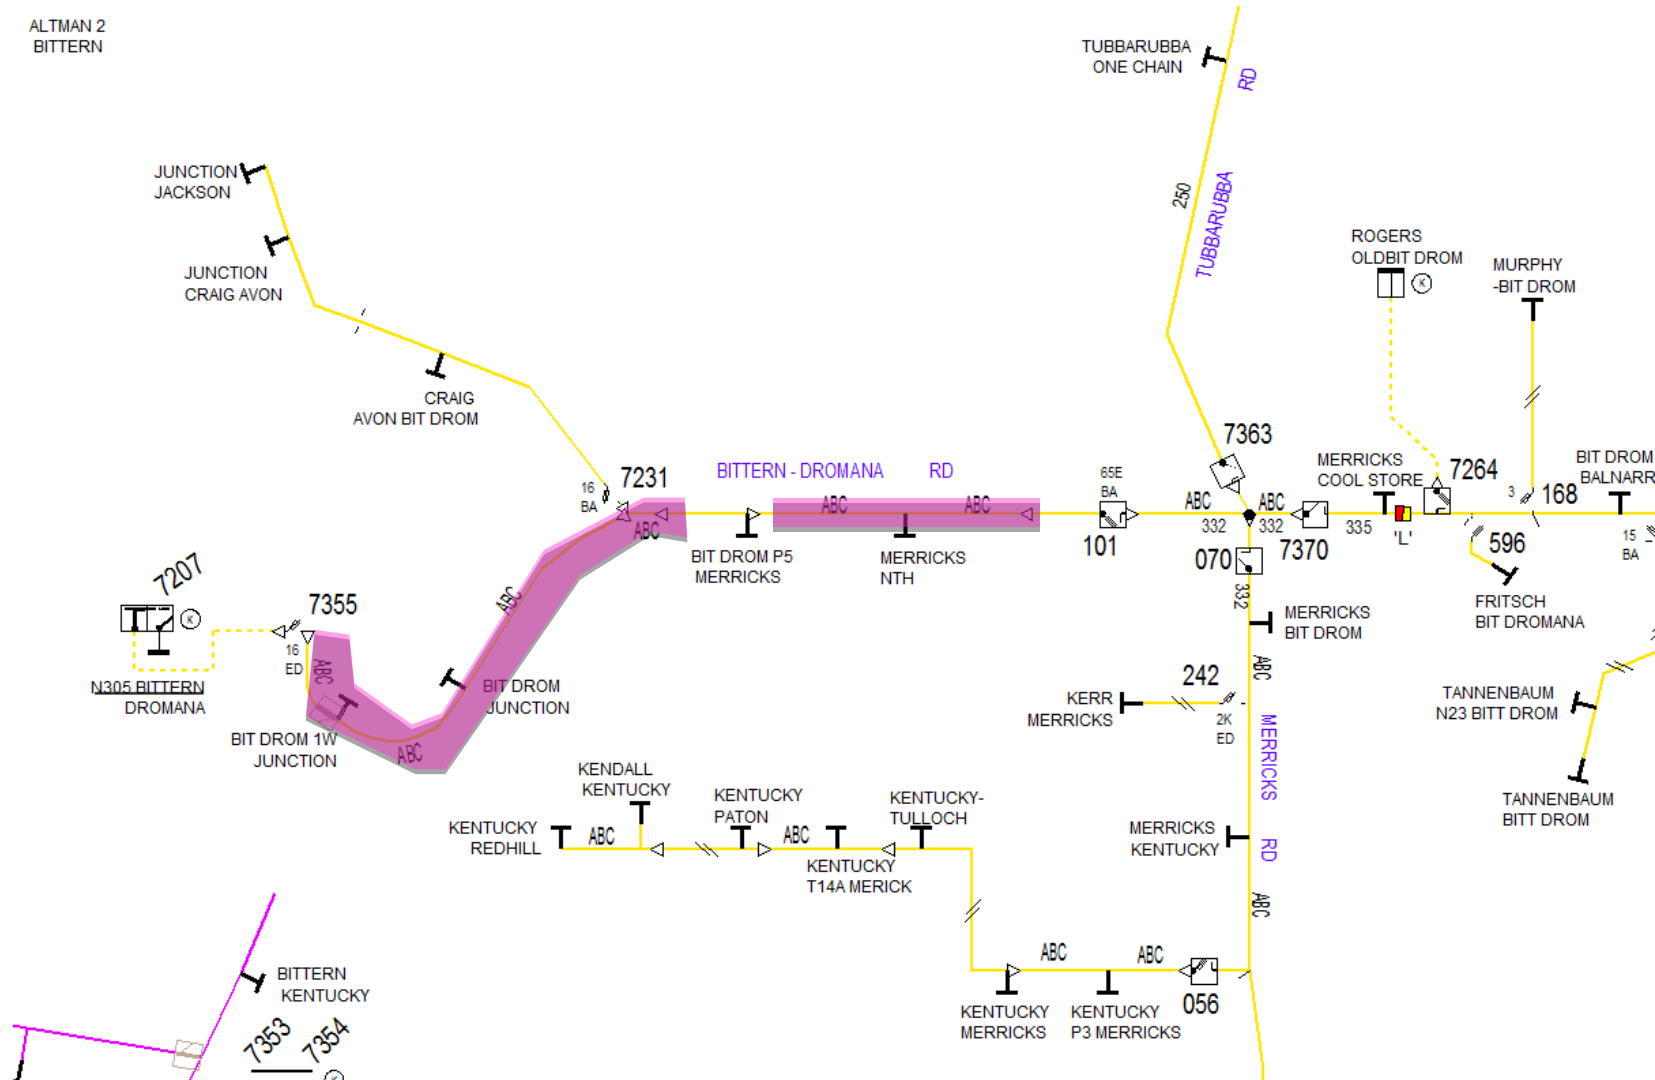 ALTMAN 2
BITTERN
TUBBARUBBA
ONE CHAIN
RD
JUNCTION
JACKSON
250
TUBBARUBBA
JUNCTION
CRAIG AVON
ROGERS
OLDBIT DROM
K
MURPHY
-BIT DROM
CRAIG
AVON BIT DROM
7363
7231
BITTERN - DROMANA RD
65E
BA
MERRICKS
COOL STORE
7264
BIT DROM
BALNARR
16
BA
ABC
ABC
ABC
ABC
ABC
3
168
332
332
335
'L'
101
7370
596
15
BA
BIT DROM P5
MERRICKS
MERRICKS
NTH
070
332
7207
K
7355
ABC
FRITSCH
BIT DROMANA
MERRICKS
BIT DROM
16
ED
ABC
N305 BITTERN
DROMANA
BIT DROM
JUNCTION
ABC
242
KERR
MERRICKS
2K
ED
TANNENBAUM
N23 BITT DROM
BIT DROM 1W
JUNCTION
ABC
MERRICKS RD
KENDALL
KENTUCKY
KENTUCKY
PATON
KENTUCKY-
TULLOCH
TANNENBAUM
BITT DROM
KENTUCKY
REDHILL
ABC
ABC
MERRICKS
KENTUCKY
KENTUCKY
T14A MERICK
ABC
ABC
ABC
BITTERN
KENTUCKY
056
KENTUCKY
MERRICKS
KENTUCKY
P3 MERRICKS
7353
7354
K